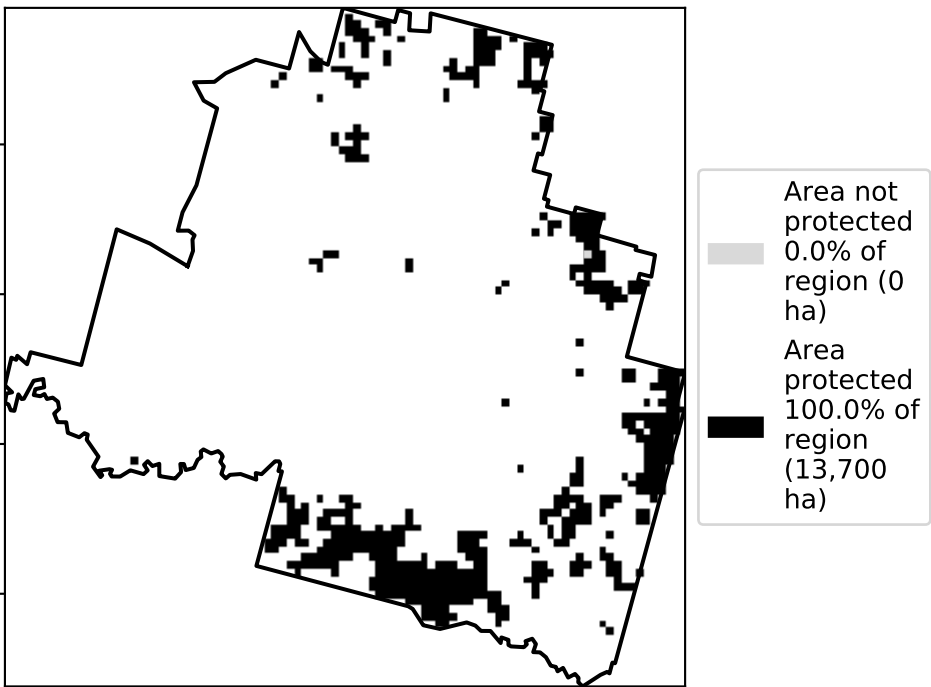 Area not
protected
0.0% of
region (0
ha)
Area
protected
100.0% of
region
(13,700
ha)